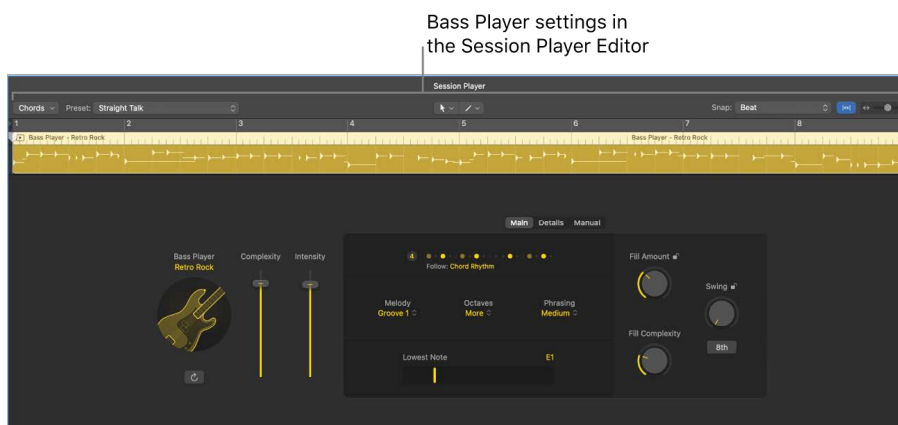 Bass Player settings in
the Session Player Editor
Session Player
Chords Preset: Straight Talk Snap: Beat
1 2 3 4 5 6 7 8
Bass Player - Retro Rock Bass Player - Retro Rock
Main Details Manual
Bass Player
Retro Rock
Complexity Intensity
4
Follow: Chord Rhythm
Melody Octaves Phrasing
Groove 1 More Medium
Lowest Note E1
Fill Amount
Swing
Fill Complexity
8th